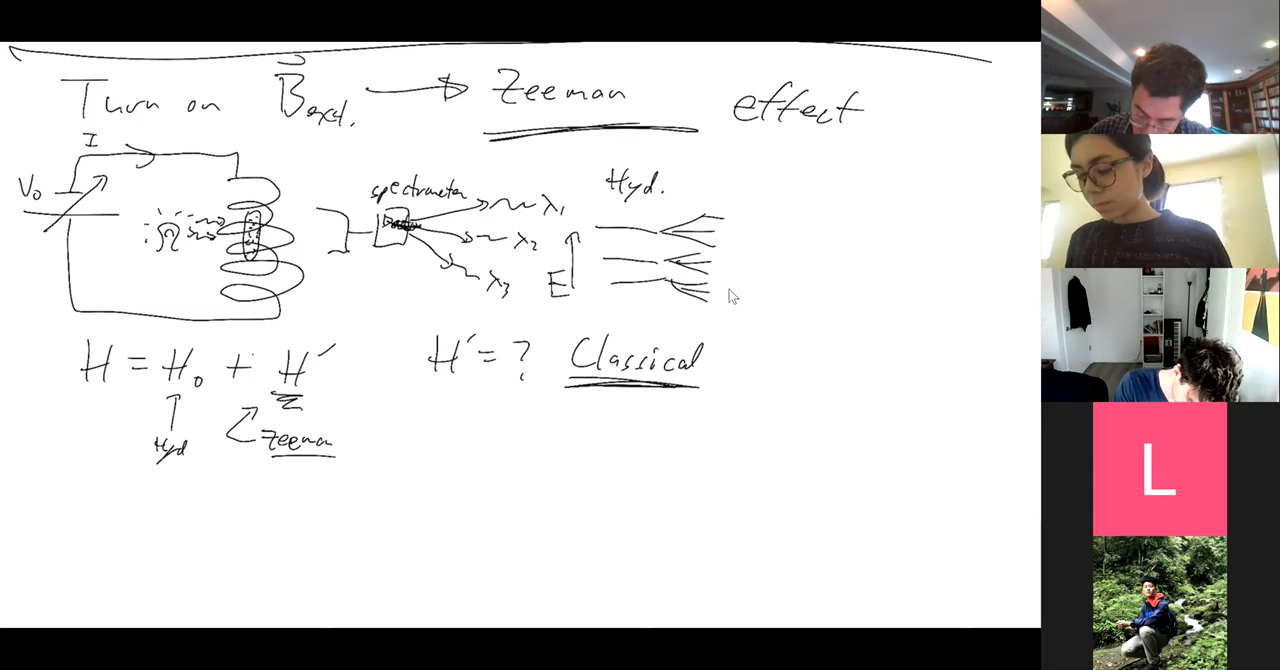 Turn on B⃗ext. → Zeeman effect
I
V₀
spectrometer
λ₁
λ₂
λ₃
Hyd.
E
H = H₀ + H′
H′ = ? Classical
Hyd
Zeeman
L